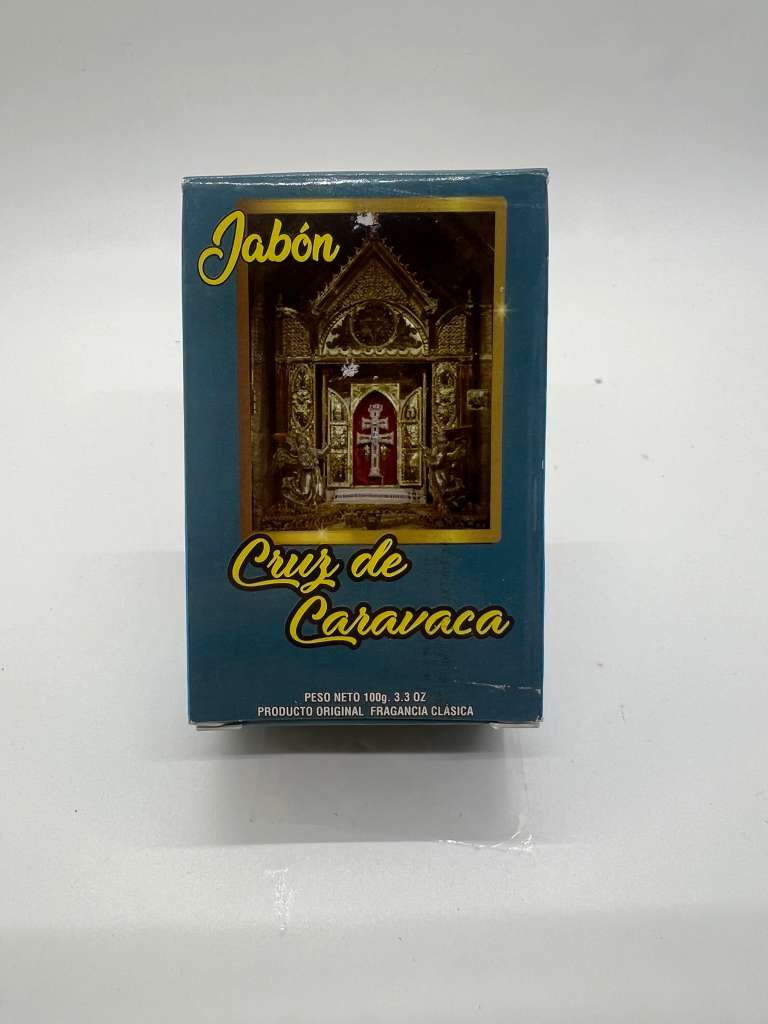 Jabón
Cruz de
Caravaca
PESO NETO 100g. 3.3 OZ
PRODUCTO ORIGINAL FRAGANCIA CLÁSICA